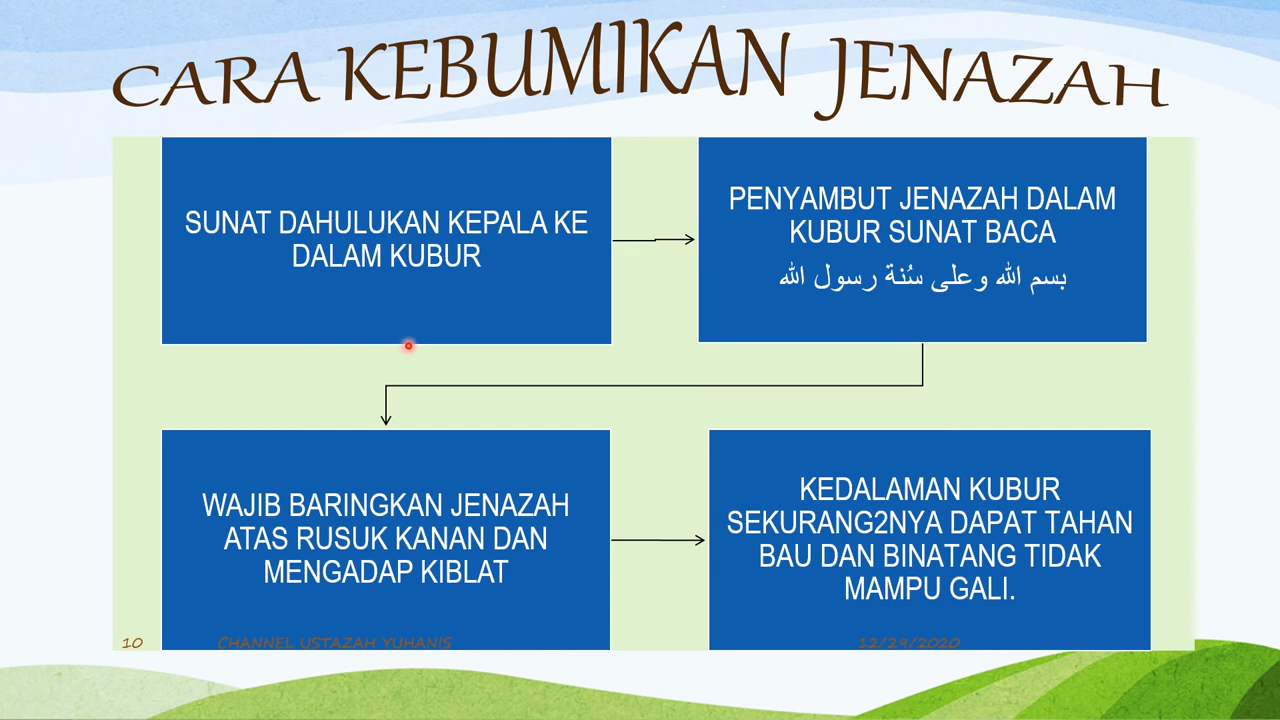 CARA KEBUMIKAN JENAZAH
SUNAT DAHULUKAN KEPALA KE
DALAM KUBUR
PENYAMBUT JENAZAH DALAM
KUBUR SUNAT BACA
بسم الله وعلى سُنة رسول الله
WAJIB BARINGKAN JENAZAH
ATAS RUSUK KANAN DAN
MENGADAP KIBLAT
KEDALAMAN KUBUR
SEKURANG2NYA DAPAT TAHAN
BAU DAN BINATANG TIDAK
MAMPU GALI.
10 CHANNEL USTAZAH YUHANIS 12/29/2020